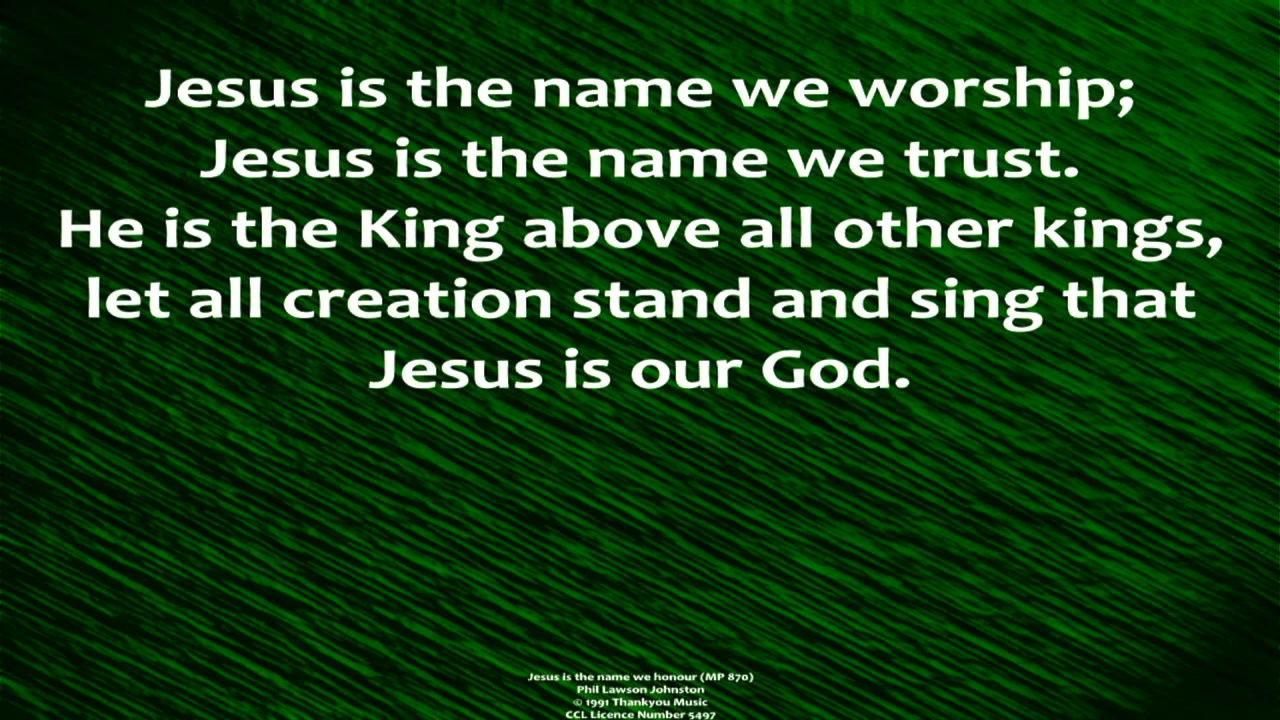 Jesus is the name we worship;
Jesus is the name we trust.
He is the King above all other kings,
let all creation stand and sing that
Jesus is our God.
Jesus is the name we honour (MP 870)
Phil Lawson Johnston
© 1991 Thankyou Music
CCL Licence Number 5497